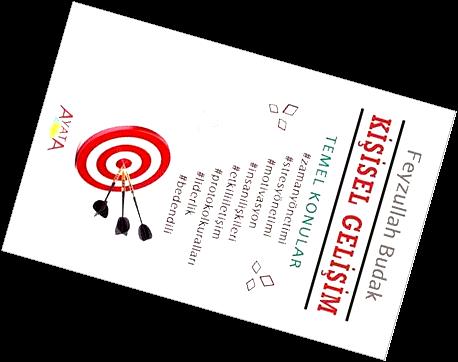 Feyzullah Budak
KİŞİSEL GELİŞİM
TEMEL KONULAR
#zamanyönetimi
#stresyönetimi
#motivasyon
#insanilişkileri
#etkiliiletişim
#protokolkuralları
#liderlik
#bedendili
AYATA